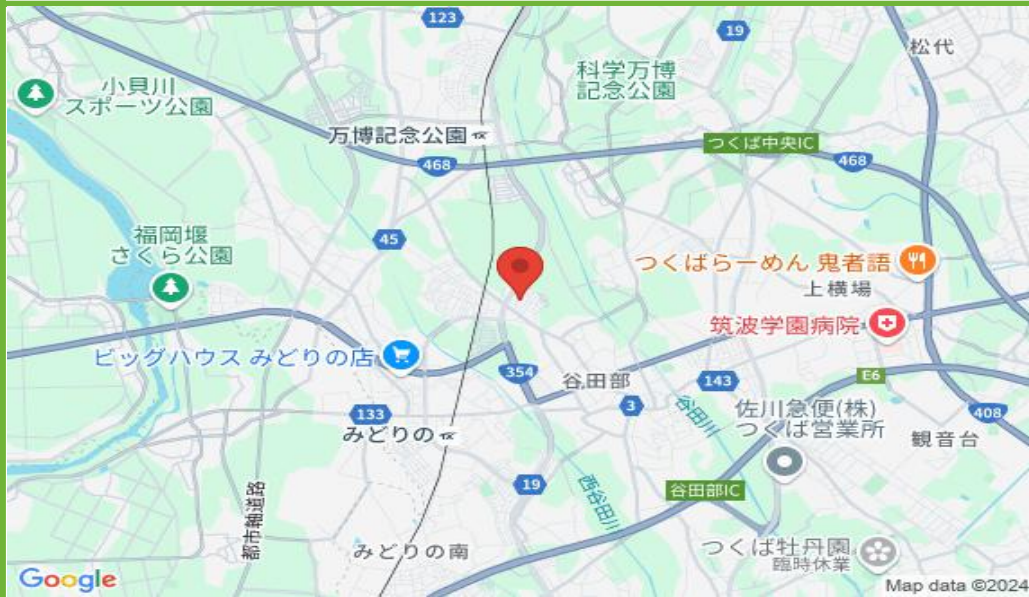 123
19
松代
小貝川
スポーツ公園
科学万博
記念公園
万博記念公園
つくば中央IC
468
468
福岡堰
さくら公園
45
つくばらーめん 鬼者語
上横場
筑波学園病院
ビッグハウス みどりの店
354
谷田部
143
E6
133
3
谷田川
佐川急便(株)
つくば営業所
408
みどりの
観音台
19
西谷田川
谷田部IC
都市軸道路
みどりの南
つくば牡丹園
臨時休業
Google
Map data ©2024